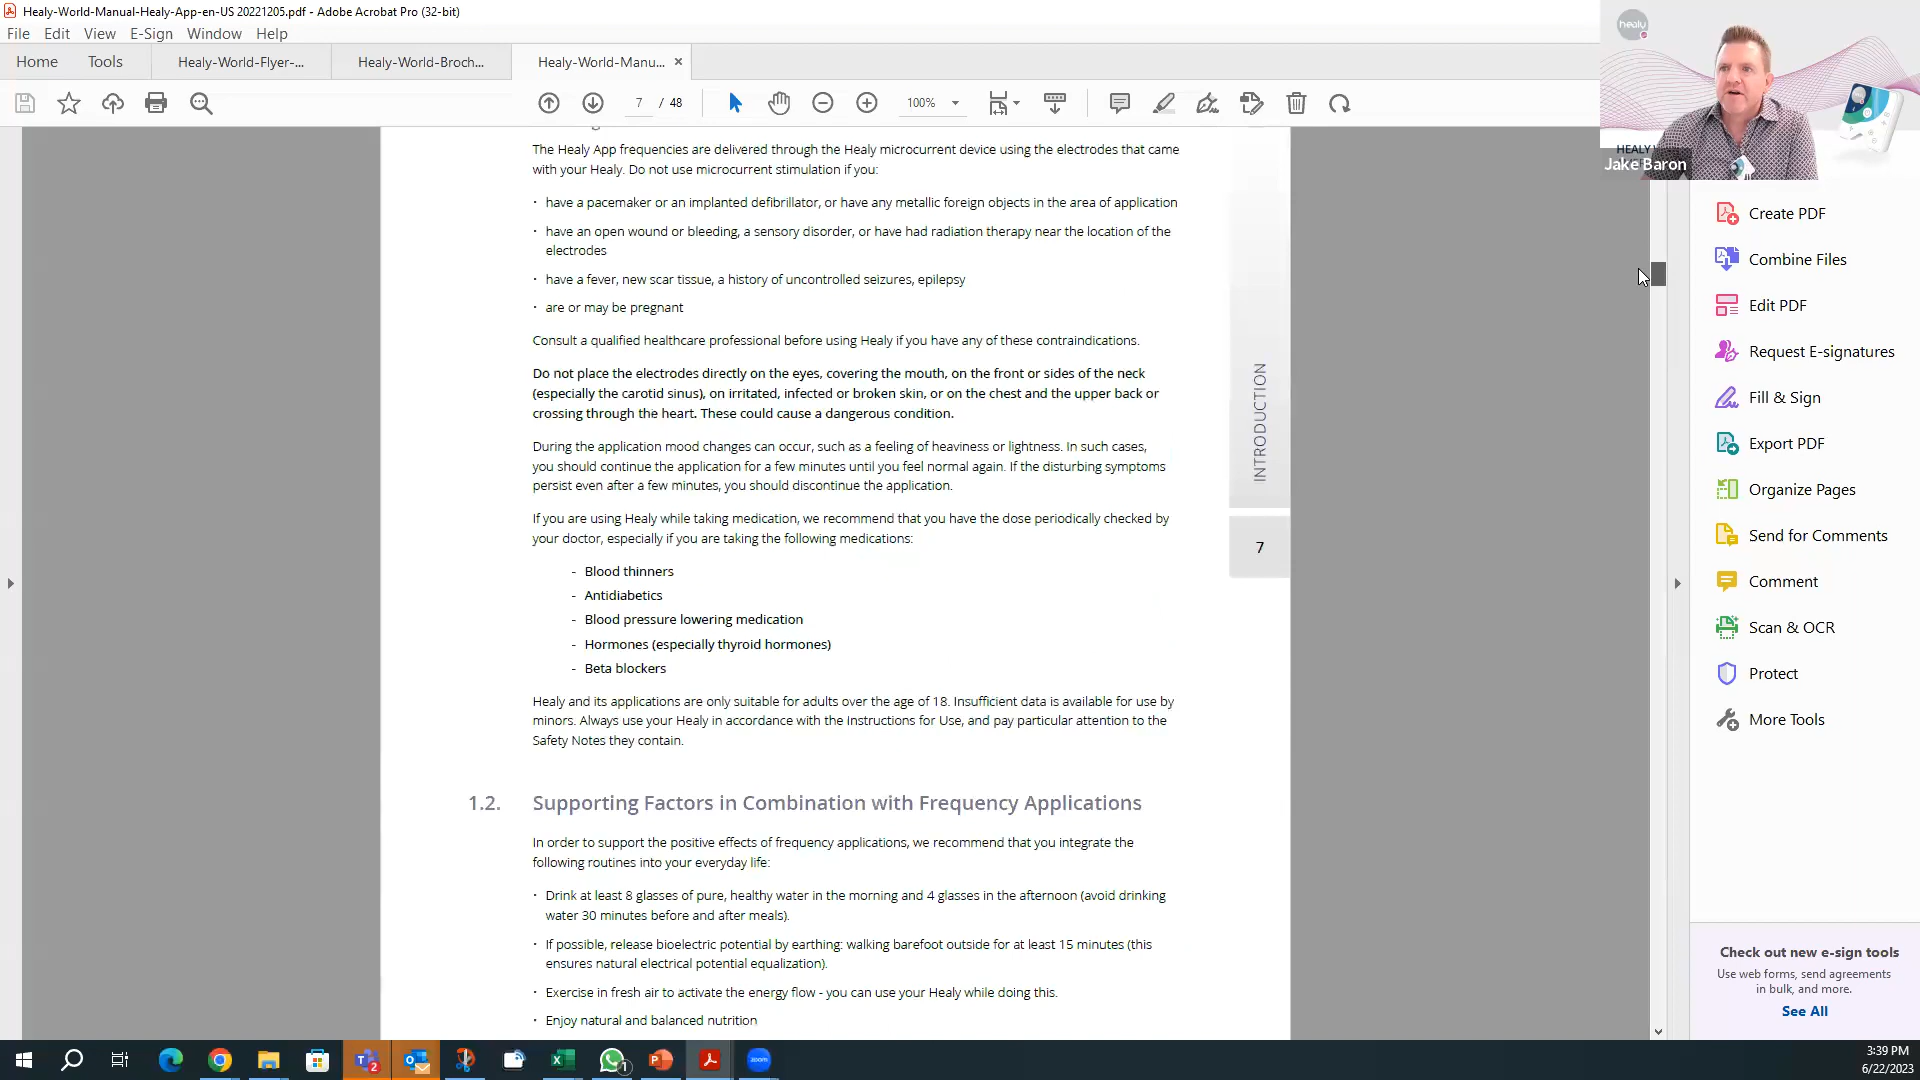 Healy-World-Manual-Healy-App-en-US 20221205.pdf - Adobe Acrobat Pro (32-bit)
File Edit View E-Sign Window Help
Home Tools Healy-World-Flyer-... Healy-World-Broch... Healy-World-Manu... ×
7 / 48 100%
healy
HEALY
Jake Baron
The Healy App frequencies are delivered through the Healy microcurrent device using the electrodes that came
with your Healy. Do not use microcurrent stimulation if you:
· have a pacemaker or an implanted defibrillator, or have any metallic foreign objects in the area of application
· have an open wound or bleeding, a sensory disorder, or have had radiation therapy near the location of the
electrodes
· have a fever, new scar tissue, a history of uncontrolled seizures, epilepsy
· are or may be pregnant
Consult a qualified healthcare professional before using Healy if you have any of these contraindications.
Do not place the electrodes directly on the eyes, covering the mouth, on the front or sides of the neck
(especially the carotid sinus), on irritated, infected or broken skin, or on the chest and the upper back or
crossing through the heart. These could cause a dangerous condition.
During the application mood changes can occur, such as a feeling of heaviness or lightness. In such cases,
you should continue the application for a few minutes until you feel normal again. If the disturbing symptoms
persist even after a few minutes, you should discontinue the application.
If you are using Healy while taking medication, we recommend that you have the dose periodically checked by
your doctor, especially if you are taking the following medications:
- Blood thinners
- Antidiabetics
- Blood pressure lowering medication
- Hormones (especially thyroid hormones)
- Beta blockers
Healy and its applications are only suitable for adults over the age of 18. Insufficient data is available for use by
minors. Always use your Healy in accordance with the Instructions for Use, and pay particular attention to the
Safety Notes they contain.
1.2. Supporting Factors in Combination with Frequency Applications
In order to support the positive effects of frequency applications, we recommend that you integrate the
following routines into your everyday life:
· Drink at least 8 glasses of pure, healthy water in the morning and 4 glasses in the afternoon (avoid drinking
water 30 minutes before and after meals).
· If possible, release bioelectric potential by earthing: walking barefoot outside for at least 15 minutes (this
ensures natural electrical potential equalization).
· Exercise in fresh air to activate the energy flow - you can use your Healy while doing this.
· Enjoy natural and balanced nutrition
INTRODUCTION
7
Create PDF
Combine Files
Edit PDF
Request E-signatures
Fill & Sign
Export PDF
Organize Pages
Send for Comments
Comment
Scan & OCR
Protect
More Tools
Check out new e-sign tools
Use web forms, send agreements
in bulk, and more.
See All
2
1
zoom
3:39 PM
6/22/2023